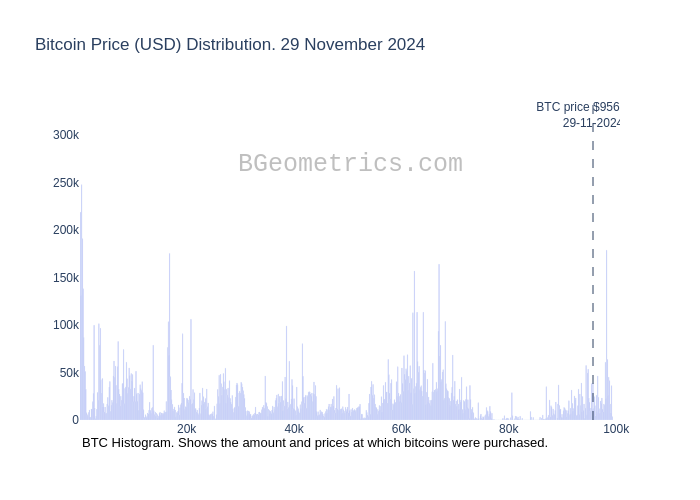 Bitcoin Price (USD) Distribution. 29 November 2024
BTC price $956
29-11-2024
300k
BGeometrics.com
250k
200k
150k
100k
50k
0
20k 40k 60k 80k 100k
BTC Histogram. Shows the amount and prices at which bitcoins were purchased.